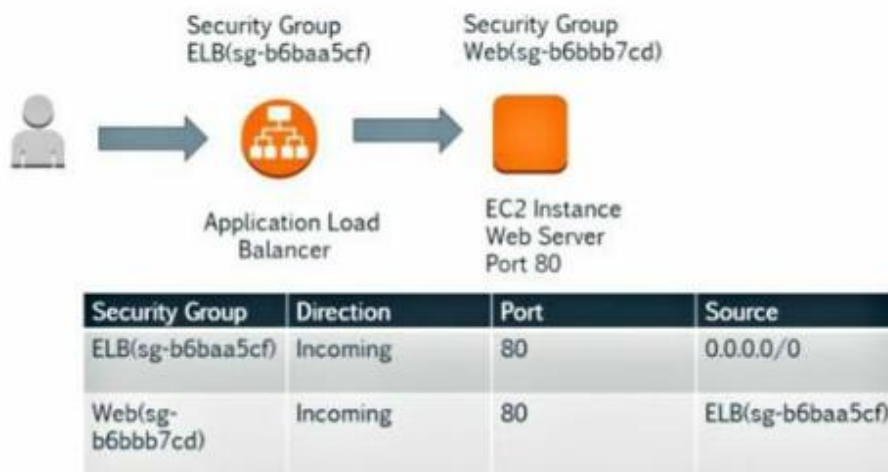 Security Group
ELB(sg-b6baa5cf)
Security Group
Web(sg-b6bbb7cd)
Application Load
Balancer
EC2 Instance
Web Server
Port 80
Security Group Direction Port Source
ELB(sg-b6baa5cf) Incoming 80 0.0.0.0/0
Web(sg-
b6bbb7cd) Incoming 80 ELB(sg-b6baa5cf)